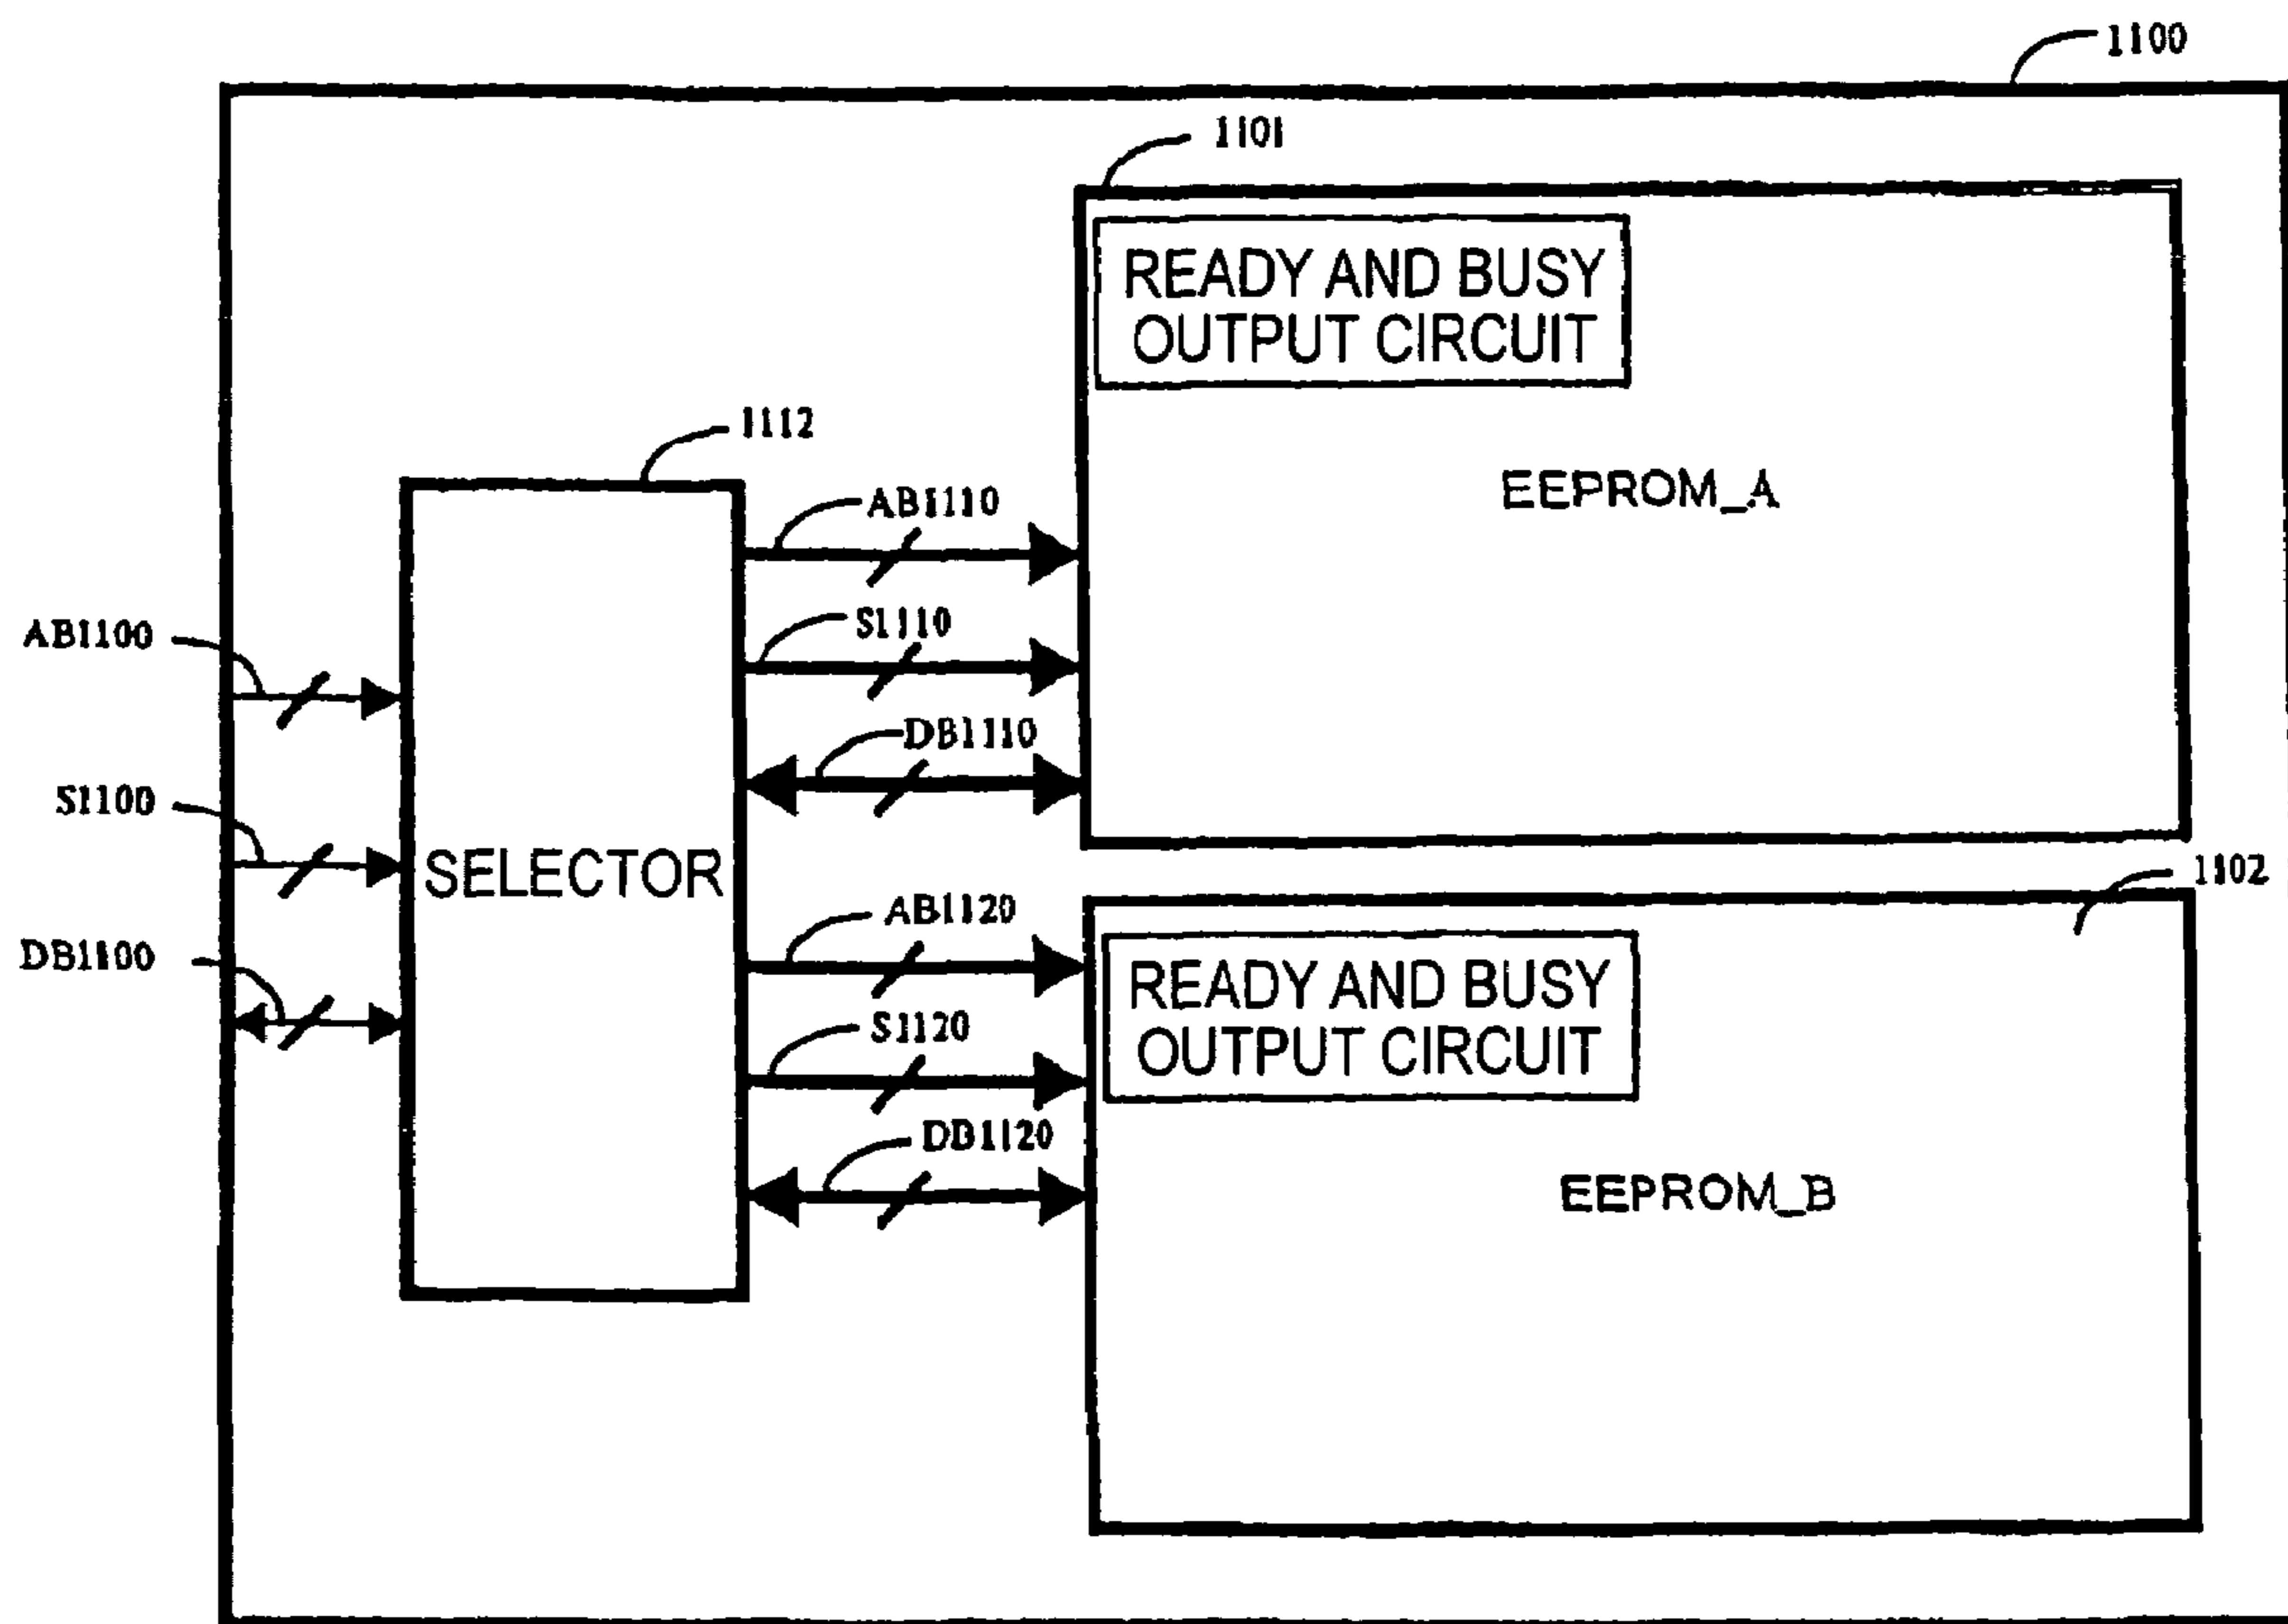 1100
1101
READY AND BUSY
OUTPUT CIRCUIT
1112
EEPROM_A
AB1110
S1110
AB1100
DB1110
S1100
SELECTOR
1102
AB1120
DB1100
READY AND BUSY
OUTPUT CIRCUIT
S1120
DB1120
EEPROM_B